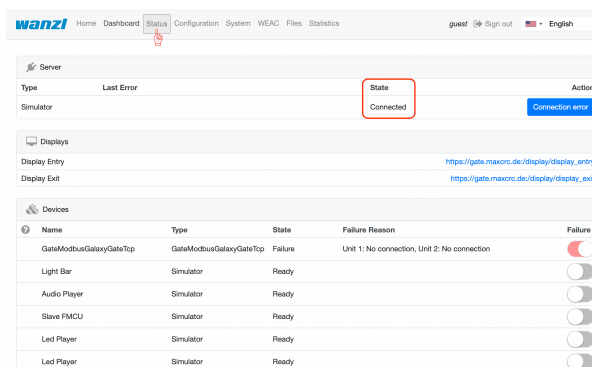 wanzl Home Dashboard Status Configuration System WEAC Files Statistics guest Sign out English
Server
Type Last Error State Action
Simulator Connected Connection error
Displays
Display Entry https://gate.maxcrc.de:/display/display_entry
Display Exit https://gate.maxcrc.de:/display/display_exi
Devices
Name Type State Failure Reason Failure
GateModbusGalaxyGateTcp GateModbusGalaxyGateTcp Failure Unit 1: No connection, Unit 2: No connection
Light Bar Simulator Ready
Audio Player Simulator Ready
Slave FMCU Simulator Ready
Led Player Simulator Ready
Led Player Simulator Ready